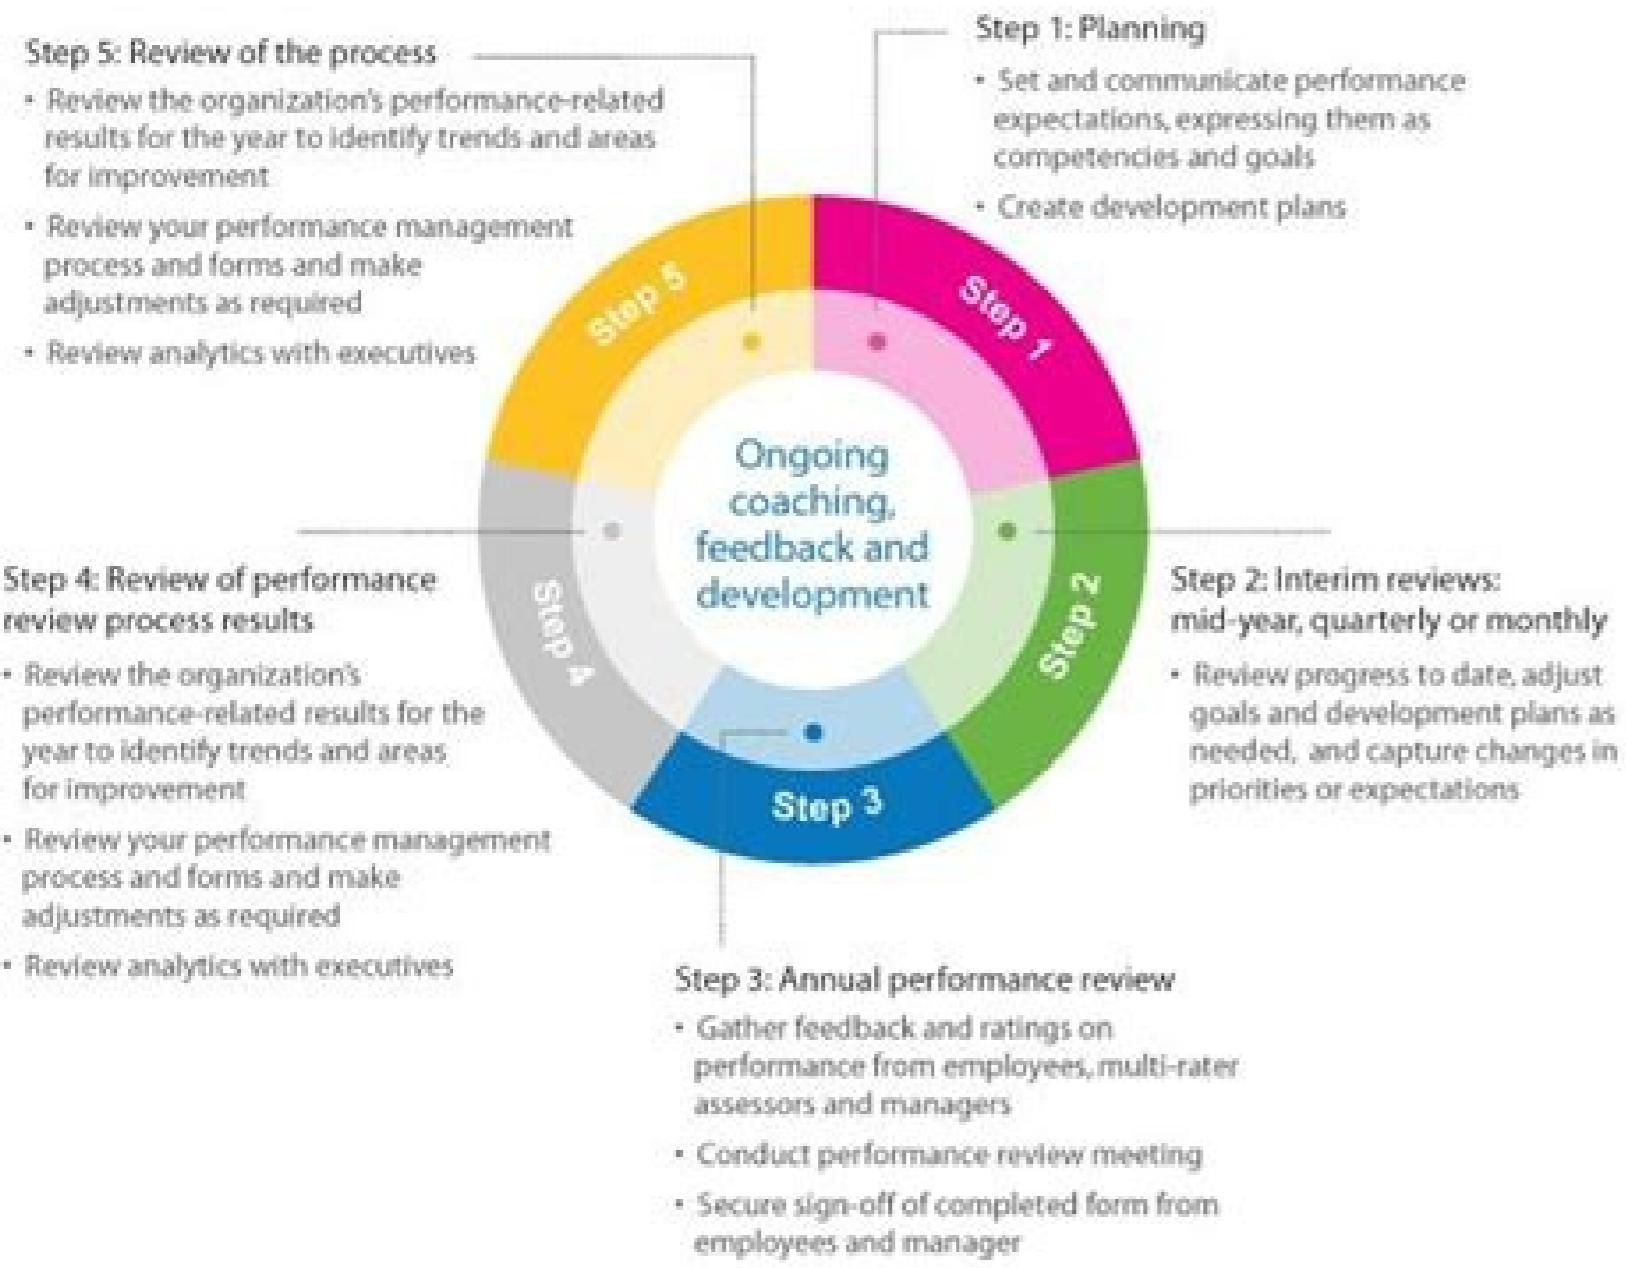 Step 1: Planning
• Set and communicate performance
expectations, expressing them as
competencies and goals
• Create development plans
Step 2: Interim reviews:
mid-year, quarterly or monthly
• Review progress to date, adjust
goals and development plans as
needed, and capture changes in
priorities or expectations
Step 3: Annual performance review
• Gather feedback and ratings on
performance from employees, multi-rater
assessors and managers
• Conduct performance review meeting
• Secure sign-off of completed form from
employees and manager
Step 4: Review of performance
review process results
• Review the organization's
performance-related results for the
year to identify trends and areas
for improvement
• Review your performance management
process and forms and make
adjustments as required
• Review analytics with executives
Step 5: Review of the process
• Review the organization's performance-related
results for the year to identify trends and areas
for improvement
• Review your performance management
process and forms and make
adjustments as required
• Review analytics with executives
Step 1
Step 2
Step 3
Step 4
Step 5
Ongoing
coaching,
feedback and
development